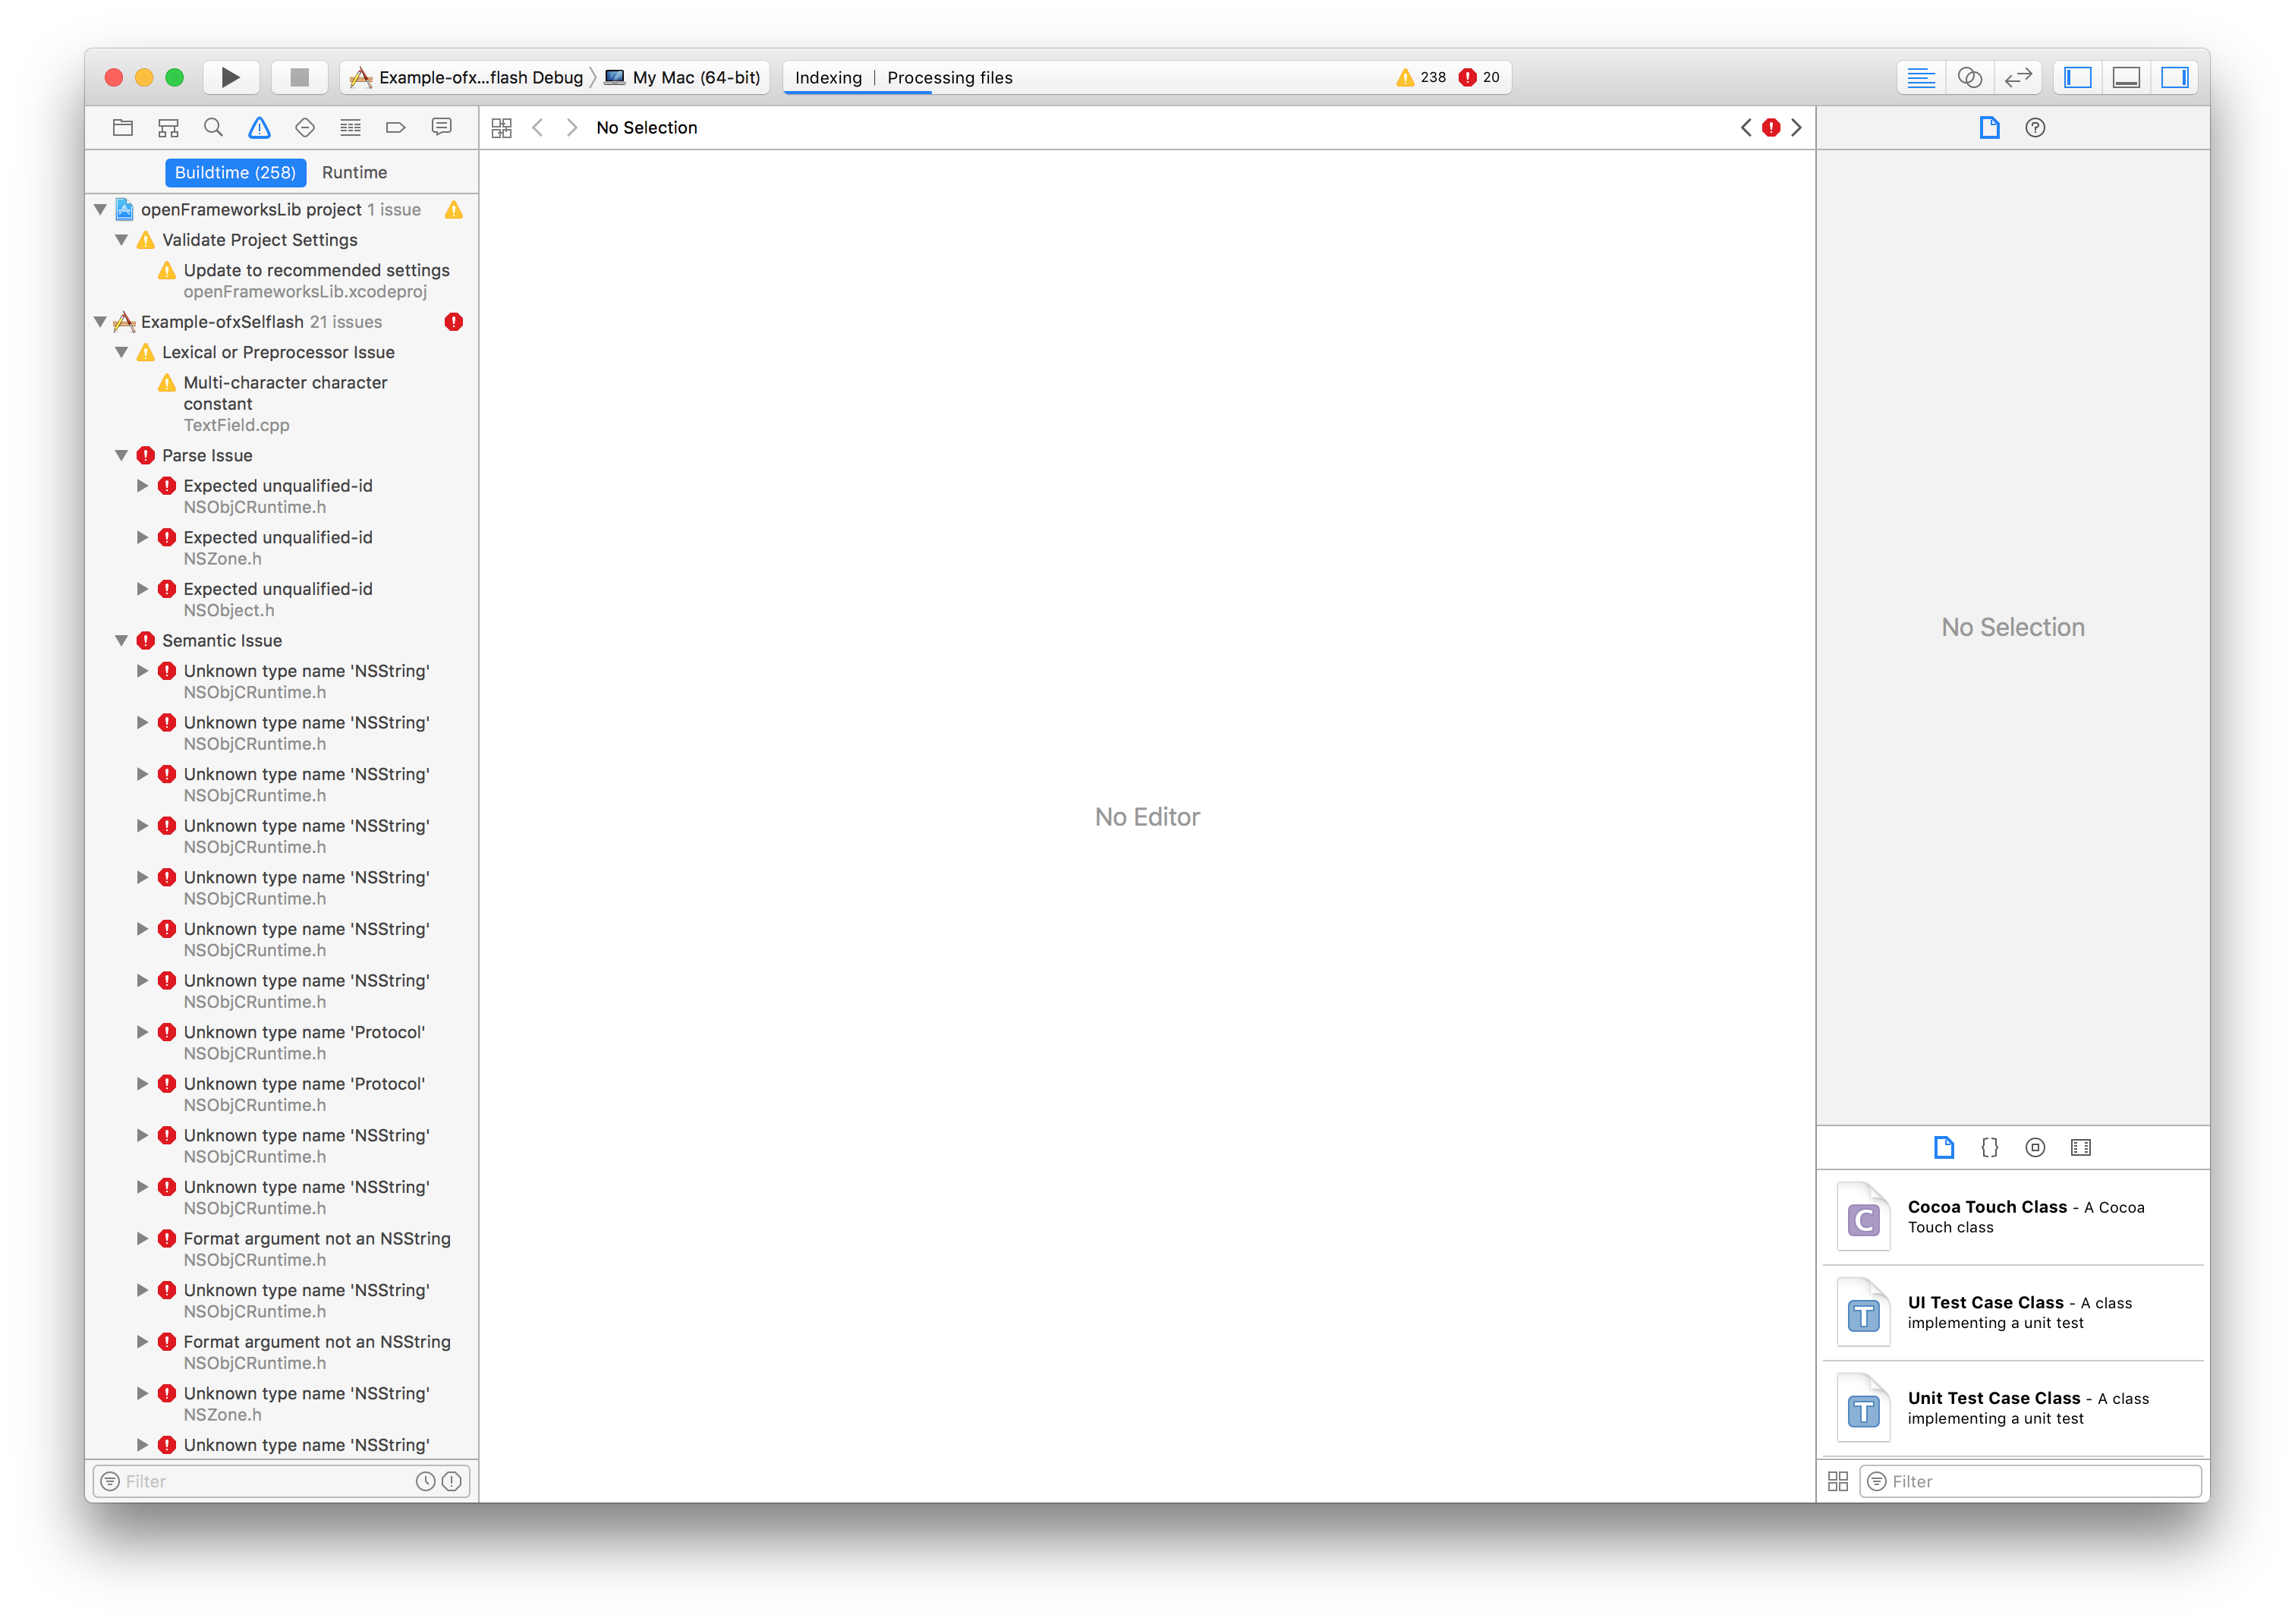 Example-ofx...flash Debug
My Mac (64-bit)
Indexing | Processing files
238
20
No Selection
Buildtime (258)
Runtime
openFrameworksLib project 1 issue
Validate Project Settings
Update to recommended settings
openFrameworksLib.xcodeproj
Example-ofxSelflash 21 issues
Lexical or Preprocessor Issue
Multi-character character
constant
TextField.cpp
Parse Issue
Expected unqualified-id
NSObjCRuntime.h
Expected unqualified-id
NSZone.h
Expected unqualified-id
NSObject.h
Semantic Issue
Unknown type name 'NSString'
NSObjCRuntime.h
Unknown type name 'NSString'
NSObjCRuntime.h
Unknown type name 'NSString'
NSObjCRuntime.h
Unknown type name 'NSString'
NSObjCRuntime.h
Unknown type name 'NSString'
NSObjCRuntime.h
Unknown type name 'NSString'
NSObjCRuntime.h
Unknown type name 'NSString'
NSObjCRuntime.h
Unknown type name 'Protocol'
NSObjCRuntime.h
Unknown type name 'Protocol'
NSObjCRuntime.h
Unknown type name 'NSString'
NSObjCRuntime.h
Unknown type name 'NSString'
NSObjCRuntime.h
Format argument not an NSString
NSObjCRuntime.h
Unknown type name 'NSString'
NSObjCRuntime.h
Format argument not an NSString
NSObjCRuntime.h
Unknown type name 'NSString'
NSZone.h
Unknown type name 'NSString'
Filter
No Editor
No Selection
Cocoa Touch Class - A Cocoa
Touch class
UI Test Case Class - A class
implementing a unit test
Unit Test Case Class - A class
implementing a unit test
Filter